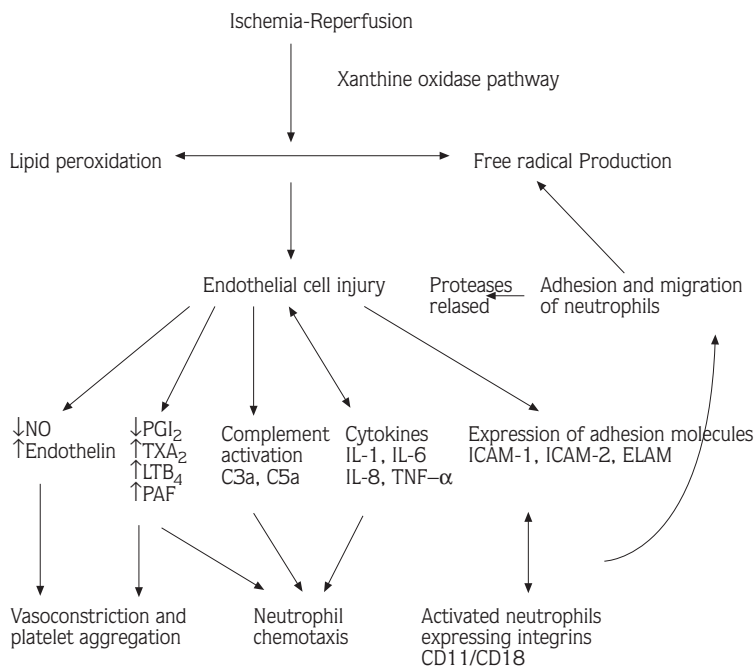 Ischemia-Reperfusion
Xanthine oxidase pathway
Lipid peroxidation
Free radical Production
Endothelial cell injury
Proteases
relased
Adhesion and migration
of neutrophils
↓NO
↑Endothelin
↓PGI₂
↑TXA₂
↑LTB₄
↑PAF
Complement
activation
C3a, C5a
Cytokines
IL-1, IL-6
IL-8, TNF–α
Expression of adhesion molecules
ICAM-1, ICAM-2, ELAM
Vasoconstriction and
platelet aggregation
Neutrophil
chemotaxis
Activated neutrophils
expressing integrins
CD11/CD18